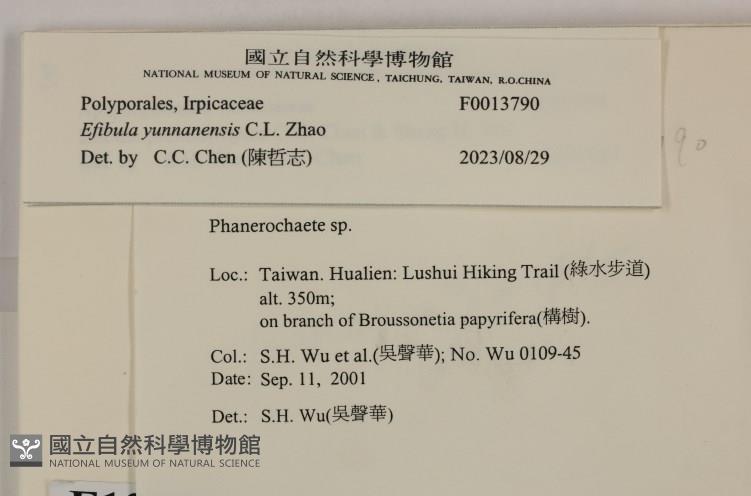 國立自然科學博物館
NATIONAL MUSEUM OF NATURAL SCIENCE, TAICHUNG, TAIWAN, R.O.CHINA
Polyporales, Irpicaceae F0013790
Efibula yunnanensis C.L. Zhao
Det. by C.C. Chen (陳哲志) 2023/08/29
90
Phanerochaete sp.
Loc.: Taiwan. Hualien: Lushui Hiking Trail (綠水步道)
alt. 350m;
on branch of Broussonetia papyrifera(構樹).
Col.: S.H. Wu et al.(吳聲華); No. Wu 0109-45
Date: Sep. 11, 2001
Det.: S.H. Wu(吳聲華)
國立自然科學博物館
NATIONAL MUSEUM OF NATURAL SCIENCE